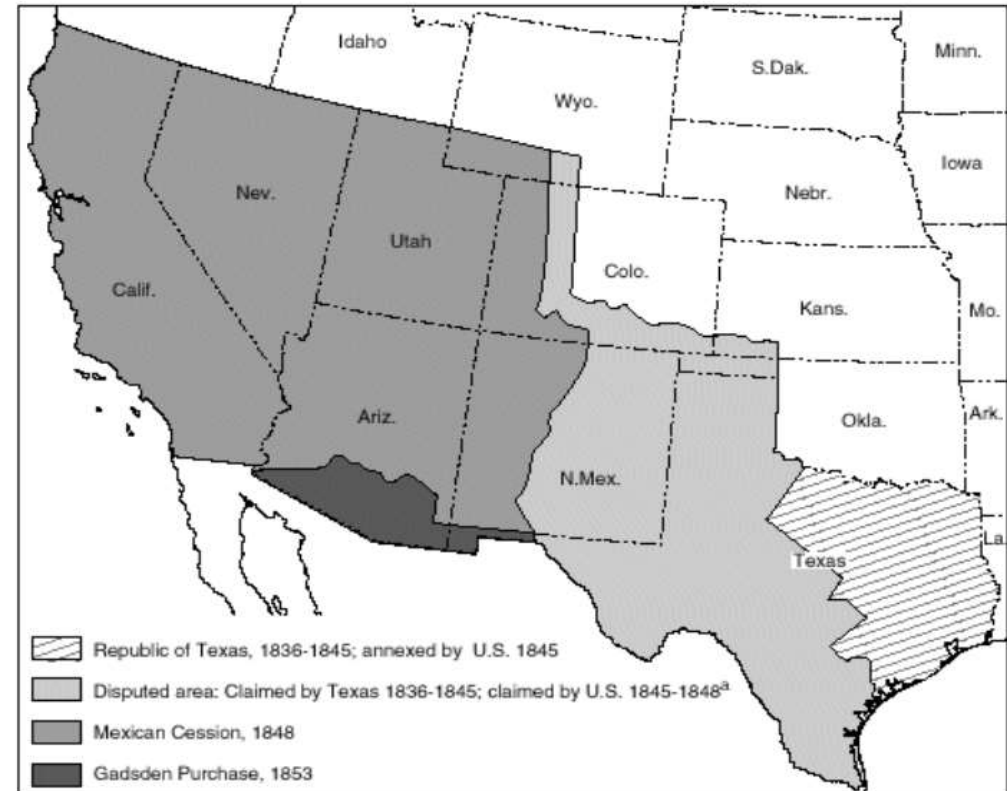 Idaho
Minn.
S.Dak.
Wyo.
Iowa
Nebr.
Nev.
Utah
Colo.
Calif.
Kans.
Mo.
Ariz.
Okla.
Ark.
N.Mex.
La.
Texas
Republic of Texas, 1836-1845; annexed by U.S. 1845
Disputed area: Claimed by Texas 1836-1845; claimed by U.S. 1845-1848a
Mexican Cession, 1848
Gadsden Purchase, 1853